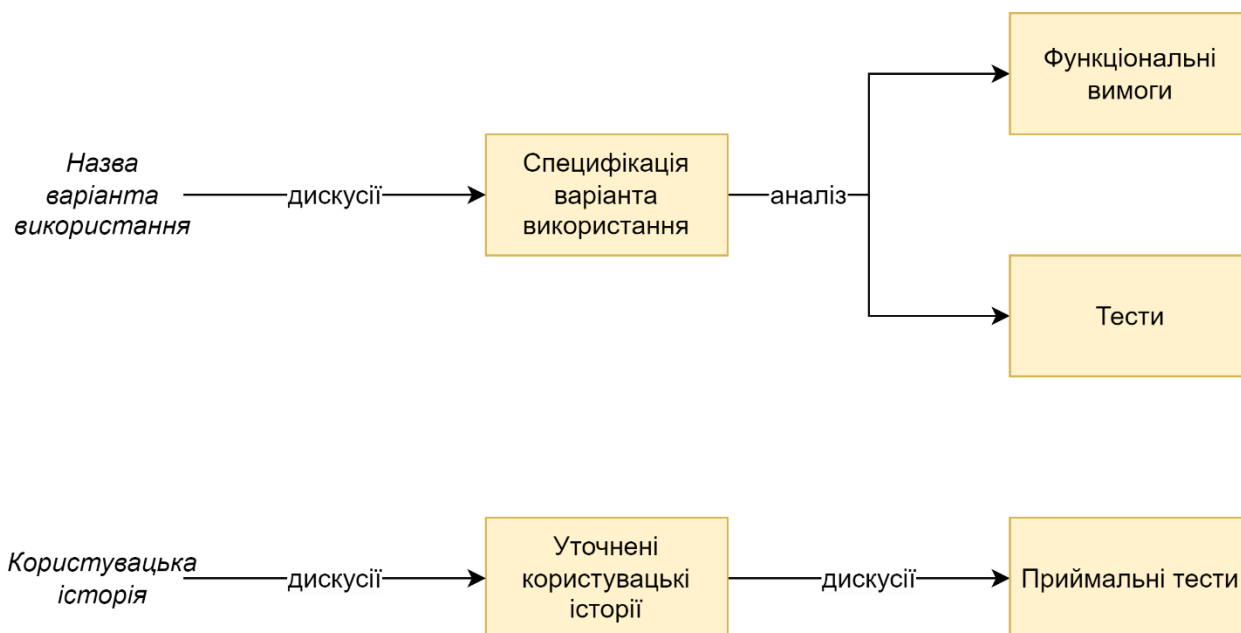 Функціональні
вимоги
Назва
варіанта
використання
дискусії
Специфікація
варіанта
використання
аналіз
Тести
Користувацька
історія
дискусії
Уточнені
користувацькі
історії
дискусії
Приймальні тести